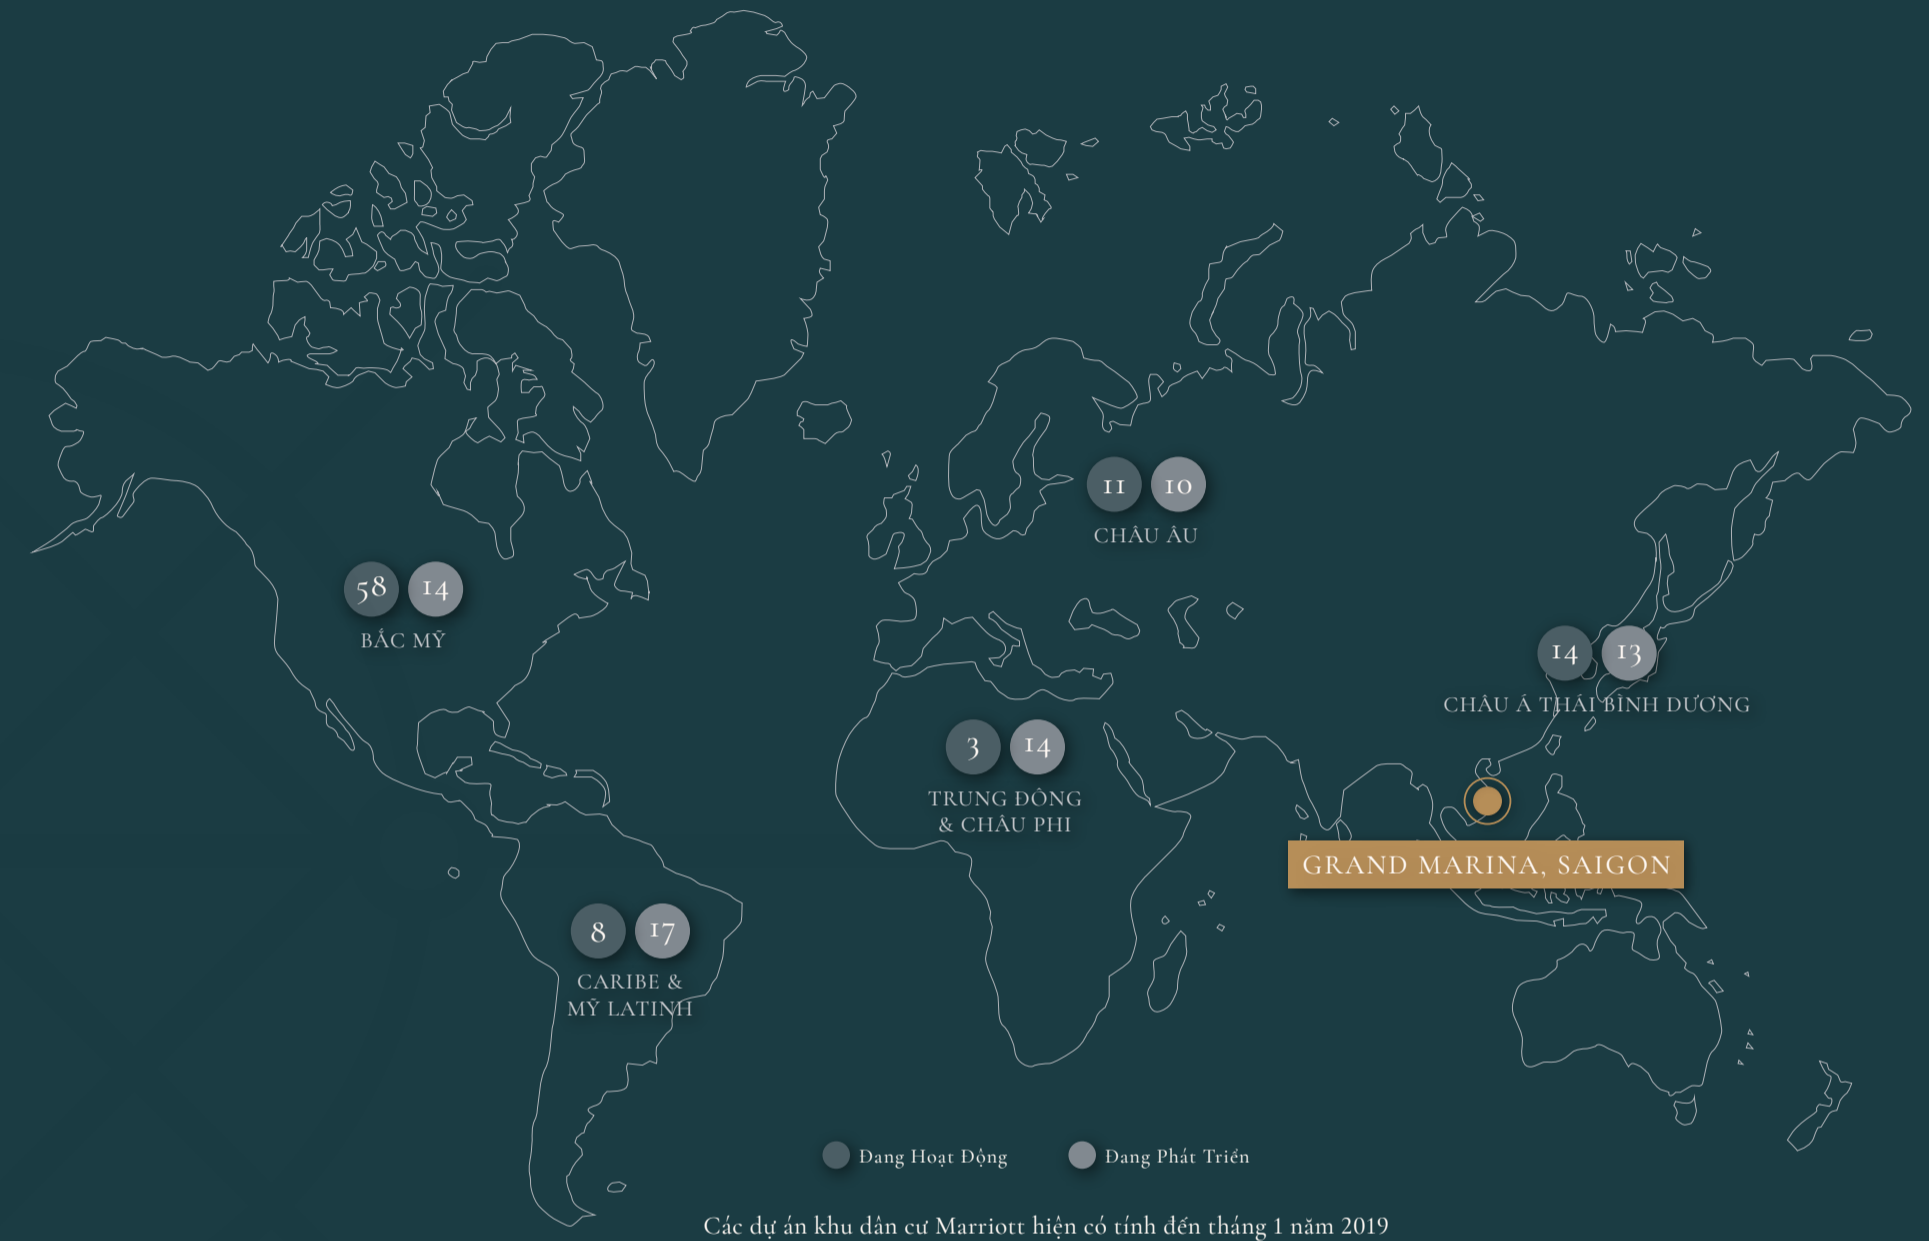 11 10
CHÂU ÂU
58 14
BẮC MỸ
14 13
CHÂU Á THÁI BÌNH DƯƠNG
3 14
TRUNG ĐÔNG
& CHÂU PHI
GRAND MARINA, SAIGON
8 17
CARIBE &
MỸ LATINH
Đang Hoạt Động
Đang Phát Triển
Các dự án khu dân cư Marriott hiện có tính đến tháng 1 năm 2019